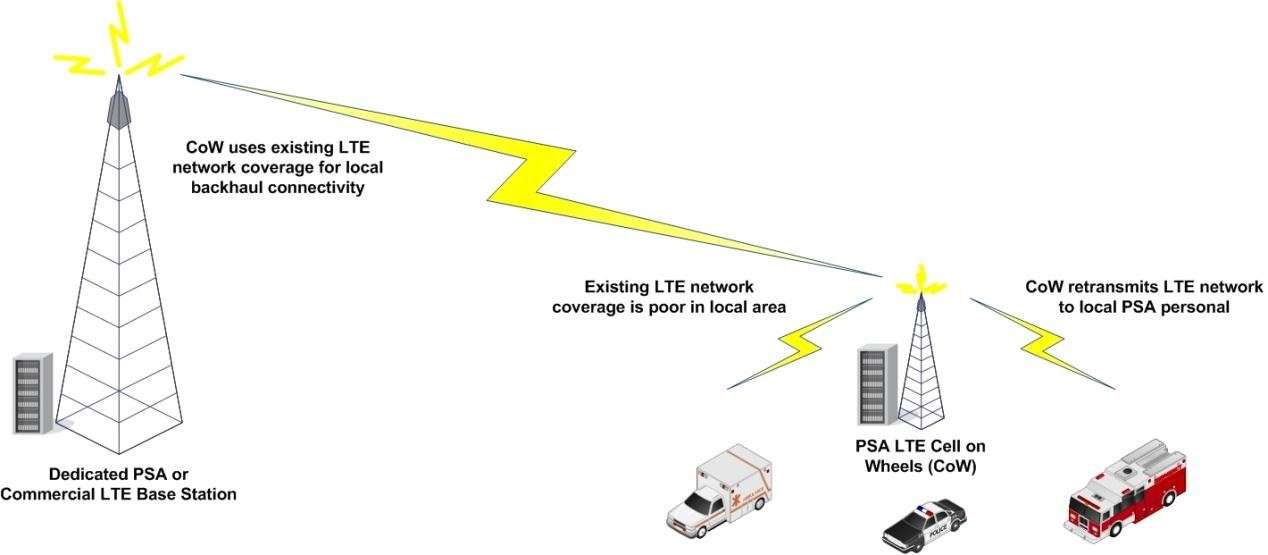 CoW uses existing LTE
network coverage for local
backhaul connectivity
Existing LTE network
coverage is poor in local area
CoW retransmits LTE network
to local PSA personal
Dedicated PSA or
Commercial LTE Base Station
PSA LTE Cell on
Wheels (CoW)
AMBULANCE
POLICE